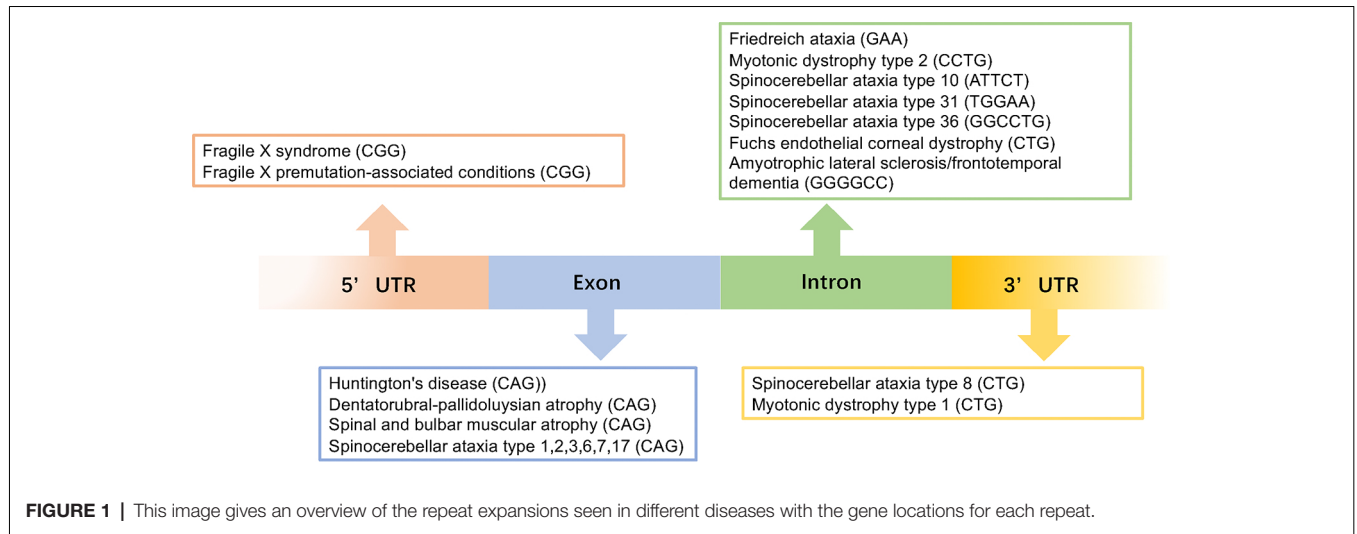 Friedreich ataxia (GAA)
Myotonic dystrophy type 2 (CCTG)
Spinocerebellar ataxia type 10 (ATTCT)
Spinocerebellar ataxia type 31 (TGGAA)
Spinocerebellar ataxia type 36 (GGCCTG)
Fuchs endothelial corneal dystrophy (CTG)
Amyotrophic lateral sclerosis/frontotemporal
dementia (GGGGCC)
Fragile X syndrome (CGG)
Fragile X premutation-associated conditions (CGG)
5’ UTR
Exon
Intron
3’ UTR
Huntington's disease (CAG))
Dentatorubral-pallidoluysian atrophy (CAG)
Spinal and bulbar muscular atrophy (CAG)
Spinocerebellar ataxia type 1,2,3,6,7,17 (CAG)
Spinocerebellar ataxia type 8 (CTG)
Myotonic dystrophy type 1 (CTG)
FIGURE 1 | This image gives an overview of the repeat expansions seen in different diseases with the gene locations for each repeat.